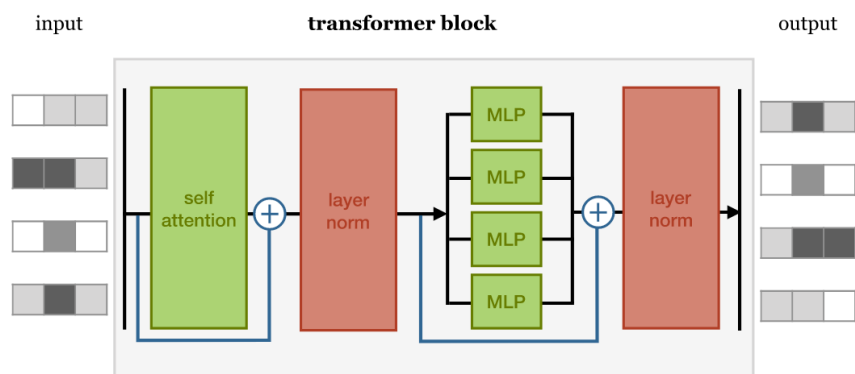 input
transformer block
output
self
attention
layer
norm
MLP
MLP
MLP
MLP
layer
norm